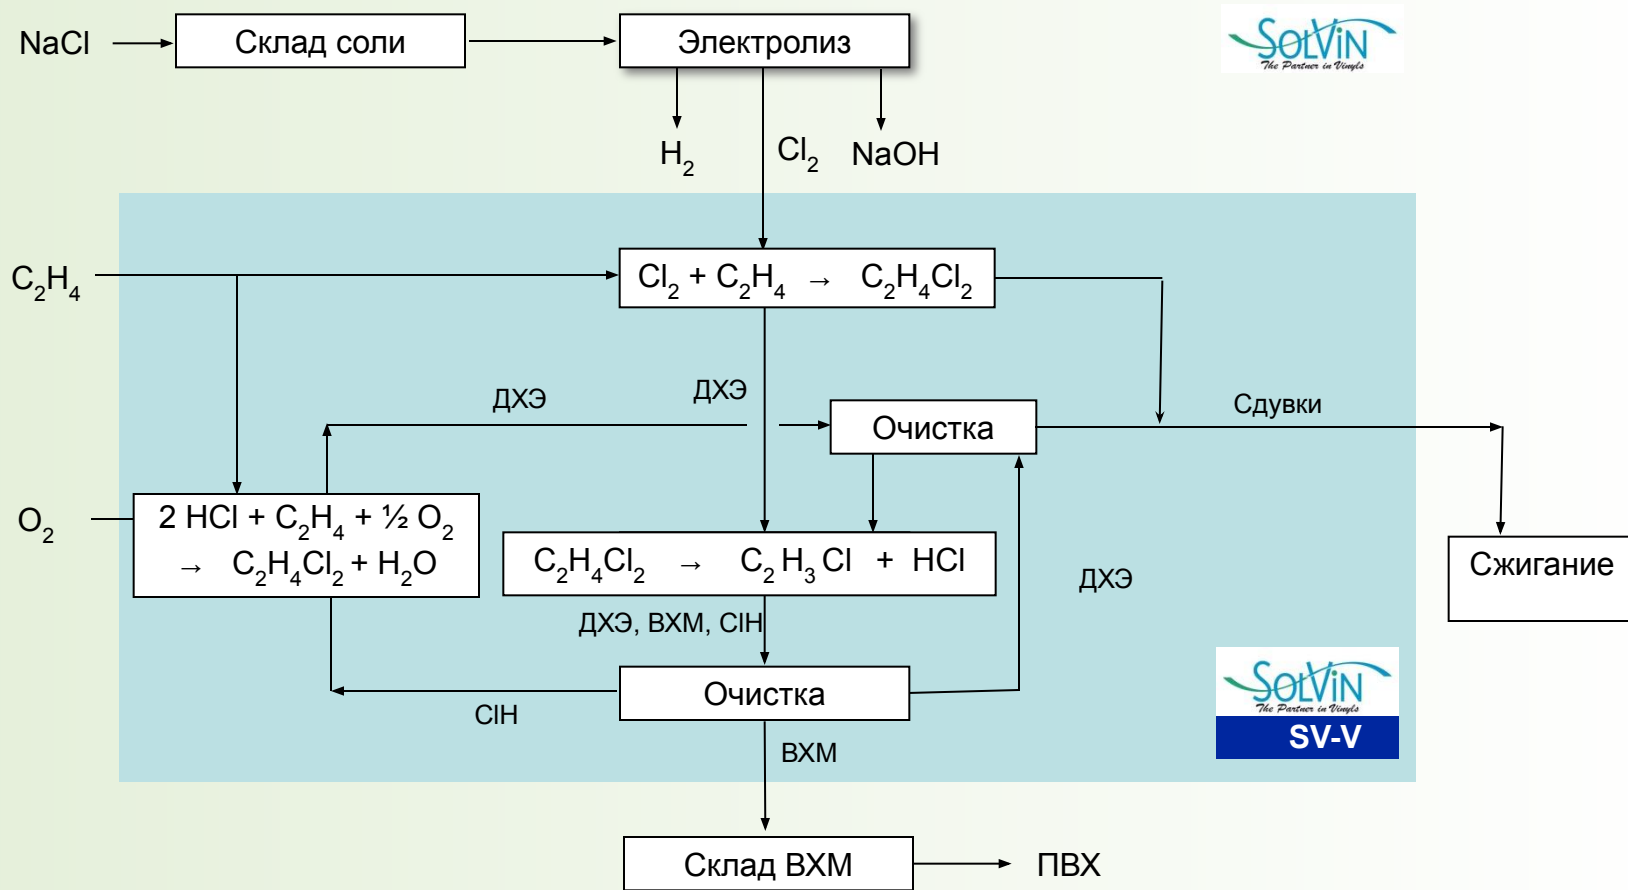 NaCl
Склад соли
Электролиз
SOLVIN
The Partner in Vinyls
H₂
Cl₂
NaOH
C₂H₄
Cl₂ + C₂H₄ → C₂H₄Cl₂
ДХЭ
ДХЭ
Очистка
Сдувки
O₂
2 HCl + C₂H₄ + ½ O₂
→ C₂H₄Cl₂ + H₂O
C₂H₄Cl₂ → C₂H₃Cl + HCl
Сжигание
ДХЭ
ДХЭ, ВХМ, ClH
Очистка
ClH
SOLVIN
The Partner in Vinyls
SV-V
ВХМ
Склад ВХМ
ПВХ